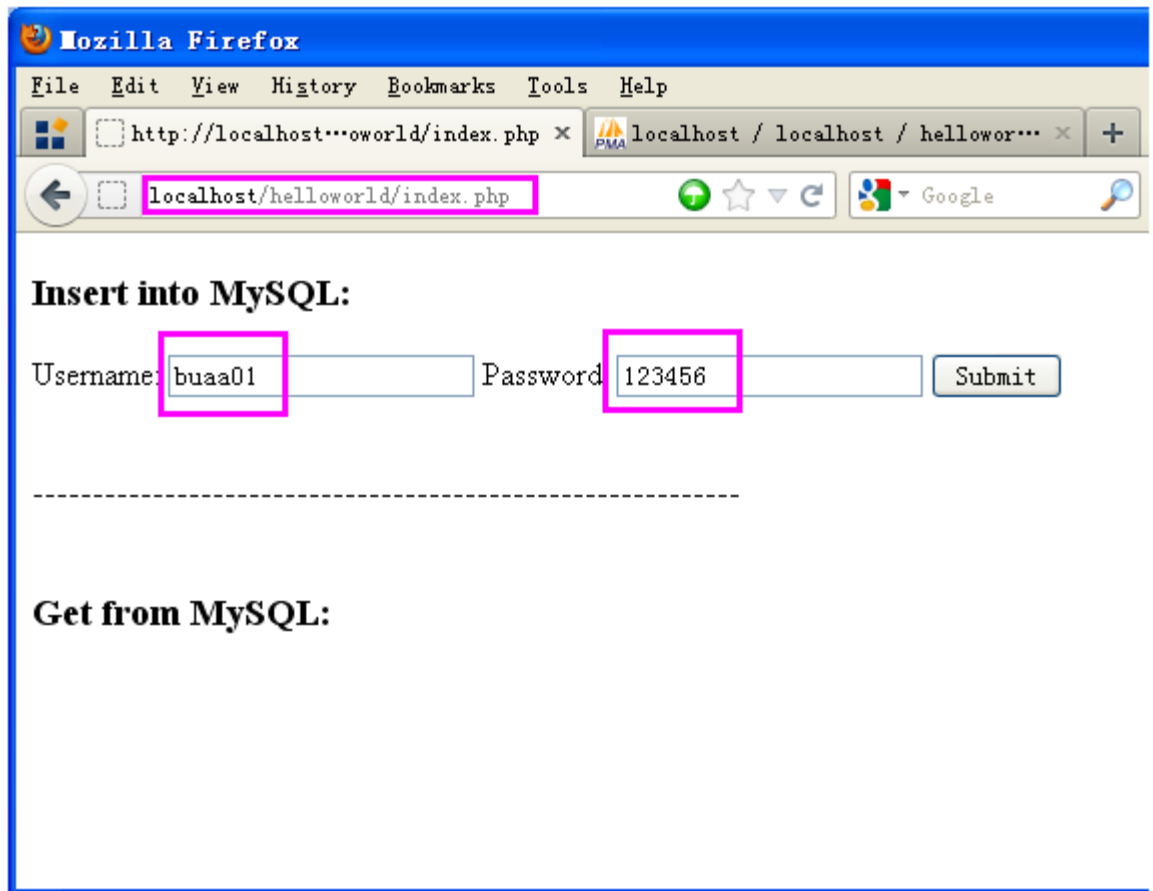 Mozilla Firefox
File Edit View History Bookmarks Tools Help
http://localhost···oworld/index.php × PMA localhost / localhost / hellowor··· × +
localhost/helloworld/index.php Google
Insert into MySQL:
Username: buaa01 Password 123456 Submit
-----------------------------------------------------------
Get from MySQL: